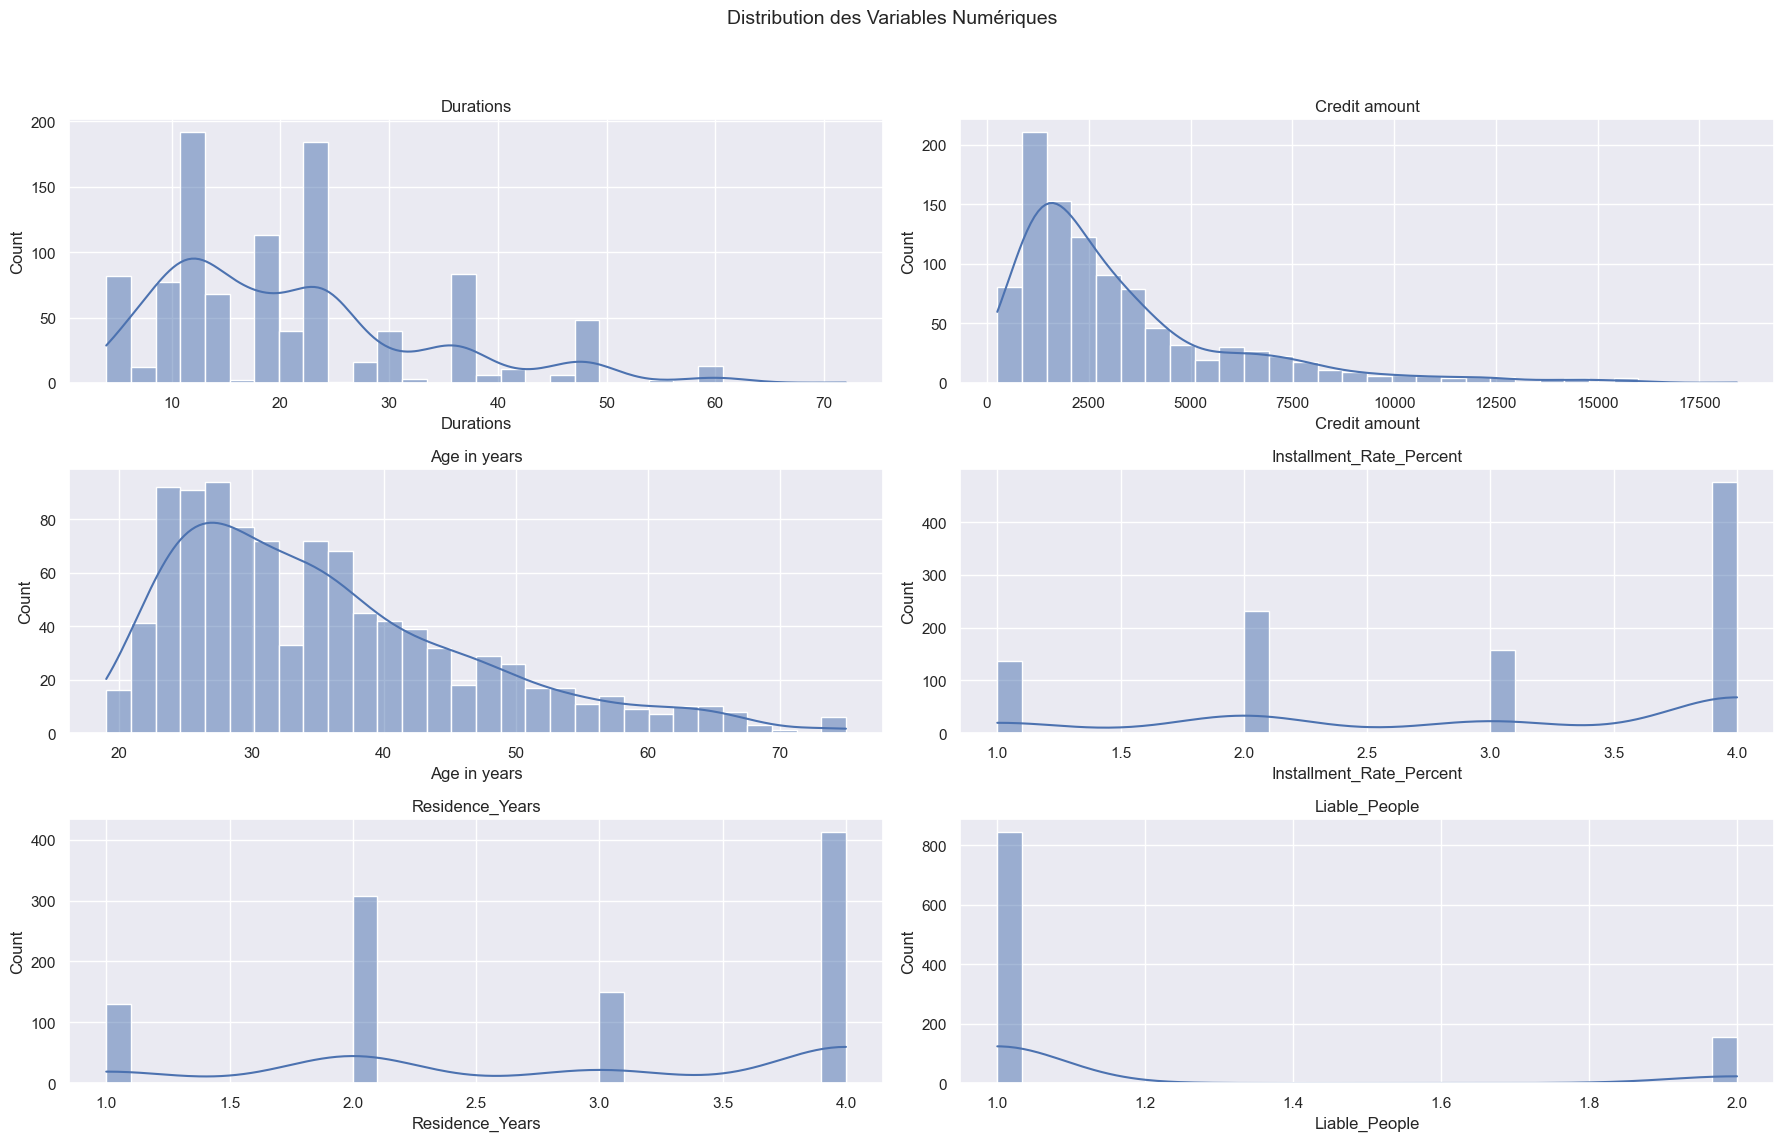 Distribution des Variables Numériques
Durations
Credit amount
200
150
100
50
0
Count
10 20 30 40 50 60 70
Durations
200
150
100
50
0
Count
0 2500 5000 7500 10000 12500 15000 17500
Credit amount
Age in years
Installment_Rate_Percent
80
60
40
20
0
Count
20 30 40 50 60 70
Age in years
400
300
200
100
0
Count
1.0 1.5 2.0 2.5 3.0 3.5 4.0
Installment_Rate_Percent
Residence_Years
Liable_People
400
300
200
100
0
Count
1.0 1.5 2.0 2.5 3.0 3.5 4.0
Residence_Years
800
600
400
200
0
Count
1.0 1.2 1.4 1.6 1.8 2.0
Liable_People